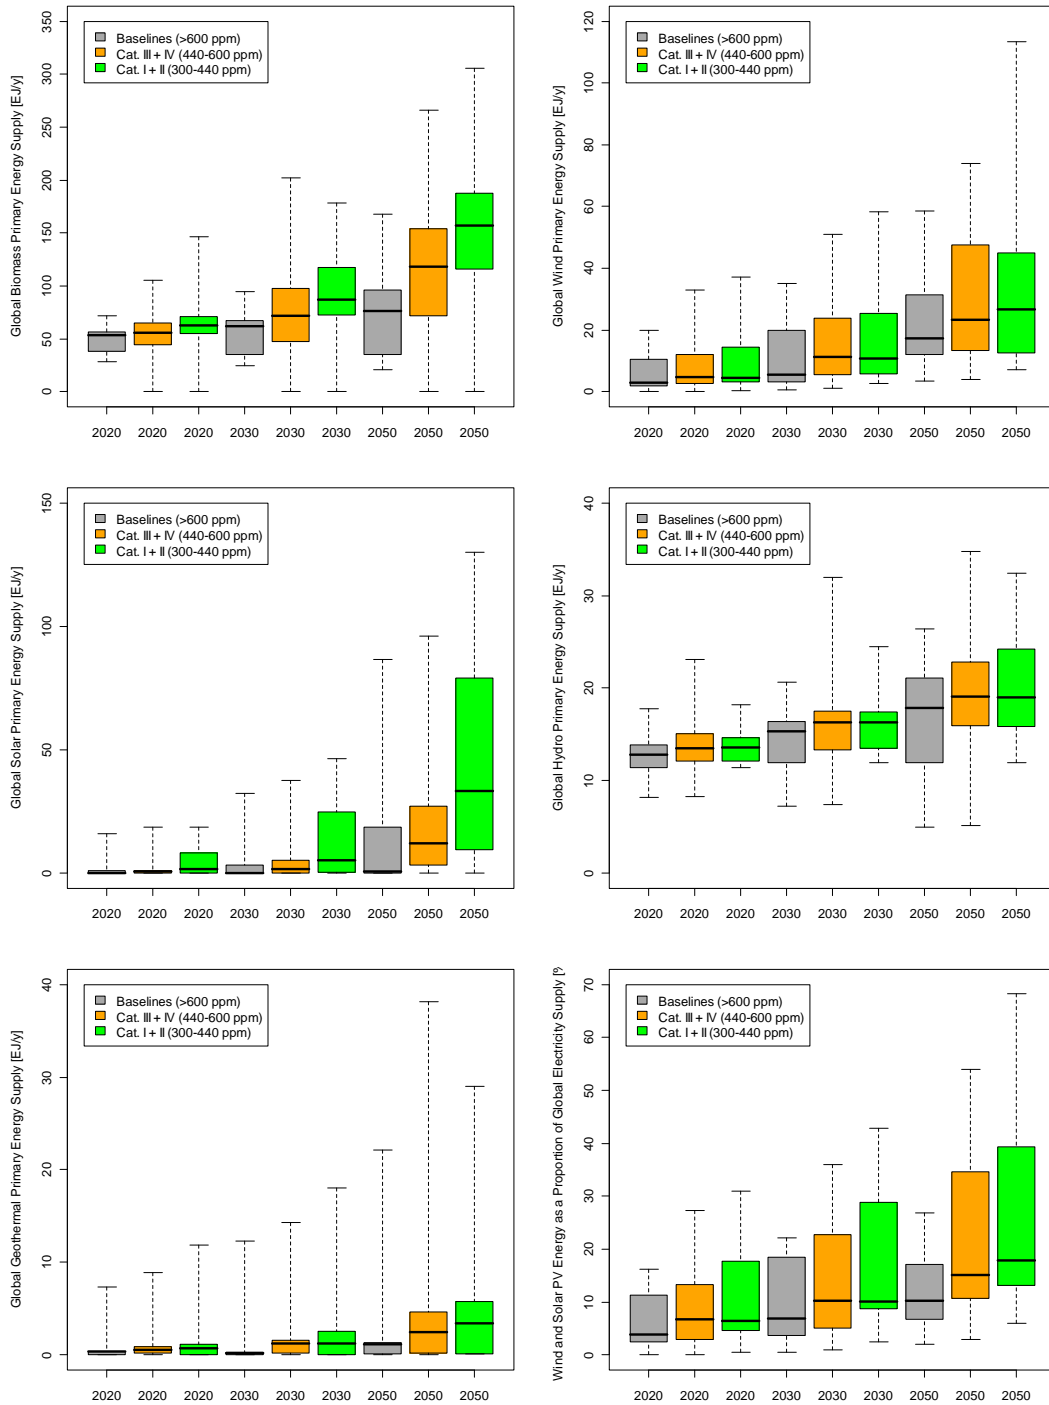 Global Biomass Primary Energy Supply [EJ/y]
350
300
250
200
150
100
50
0
Baselines (>600 ppm)
Cat. III + IV (440-600 ppm)
Cat. I + II (300-440 ppm)
2020 2020 2020 2030 2030 2030 2050 2050 2050
Global Wind Primary Energy Supply [EJ/y]
120
100
80
60
40
20
0
Baselines (>600 ppm)
Cat. III + IV (440-600 ppm)
Cat. I + II (300-440 ppm)
2020 2020 2020 2030 2030 2030 2050 2050 2050
Global Solar Primary Energy Supply [EJ/y]
150
100
50
0
Baselines (>600 ppm)
Cat. III + IV (440-600 ppm)
Cat. I + II (300-440 ppm)
2020 2020 2020 2030 2030 2030 2050 2050 2050
Global Hydro Primary Energy Supply [EJ/y]
40
30
20
10
0
Baselines (>600 ppm)
Cat. III + IV (440-600 ppm)
Cat. I + II (300-440 ppm)
2020 2020 2020 2030 2030 2030 2050 2050 2050
Global Geothermal Primary Energy Supply [EJ/y]
40
30
20
10
0
Baselines (>600 ppm)
Cat. III + IV (440-600 ppm)
Cat. I + II (300-440 ppm)
2020 2020 2020 2030 2030 2030 2050 2050 2050
Wind and Solar PV Energy as a Proportion of Global Electricity Supply [%
70
60
50
40
30
20
10
0
Baselines (>600 ppm)
Cat. III + IV (440-600 ppm)
Cat. I + II (300-440 ppm)
2020 2020 2020 2030 2030 2030 2050 2050 2050